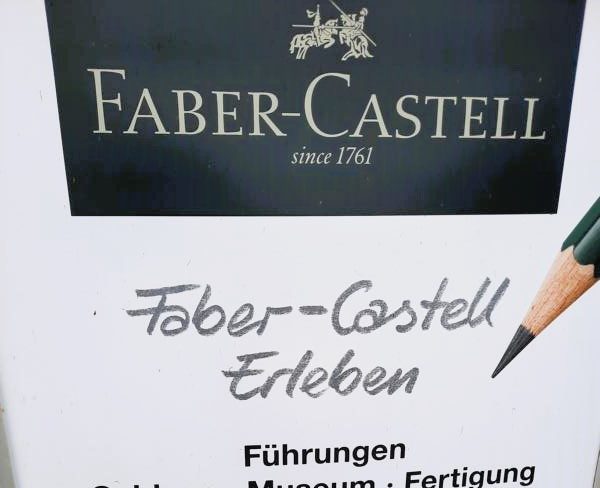 FABER-CASTELL
since 1761
Faber-Castell
Erleben
Führungen
Museum · Fertigung